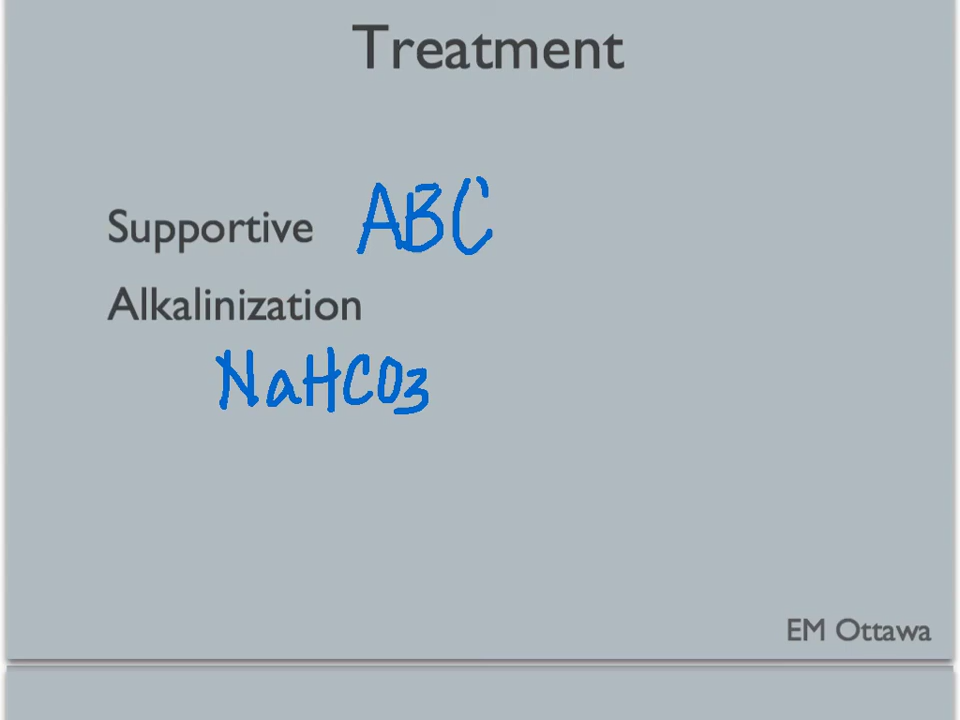 Treatment
Supportive ABC
Alkalinization
NaHCO3
EM Ottawa